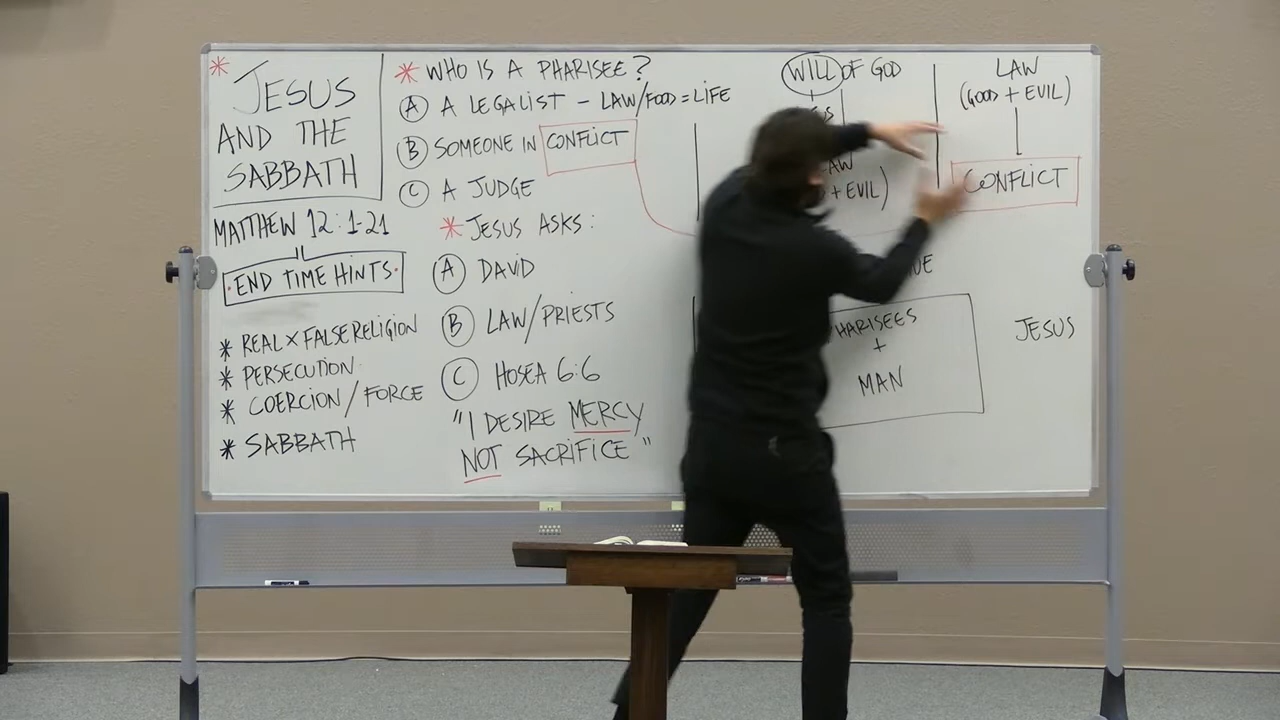 * JESUS
AND THE
SABBATH
MATTHEW 12:1-21
END TIME HINTS.
* REAL x FALSE RELIGION
* PERSECUTION
* COERCION/FORCE
* SABBATH
* WHO IS A PHARISEE?
A A LEGALIST - LAW/FOOD = LIFE
B SOMEONE IN CONFLICT
C A JUDGE
* JESUS ASKS:
A DAVID
B LAW/PRIESTS
C HOSEA 6:6
"I DESIRE MERCY
NOT SACRIFICE"
WILL OF GOD
+ EVIL)
HARISEES
+
MAN
LAW
(GOOD + EVIL)
CONFLICT
JESUS